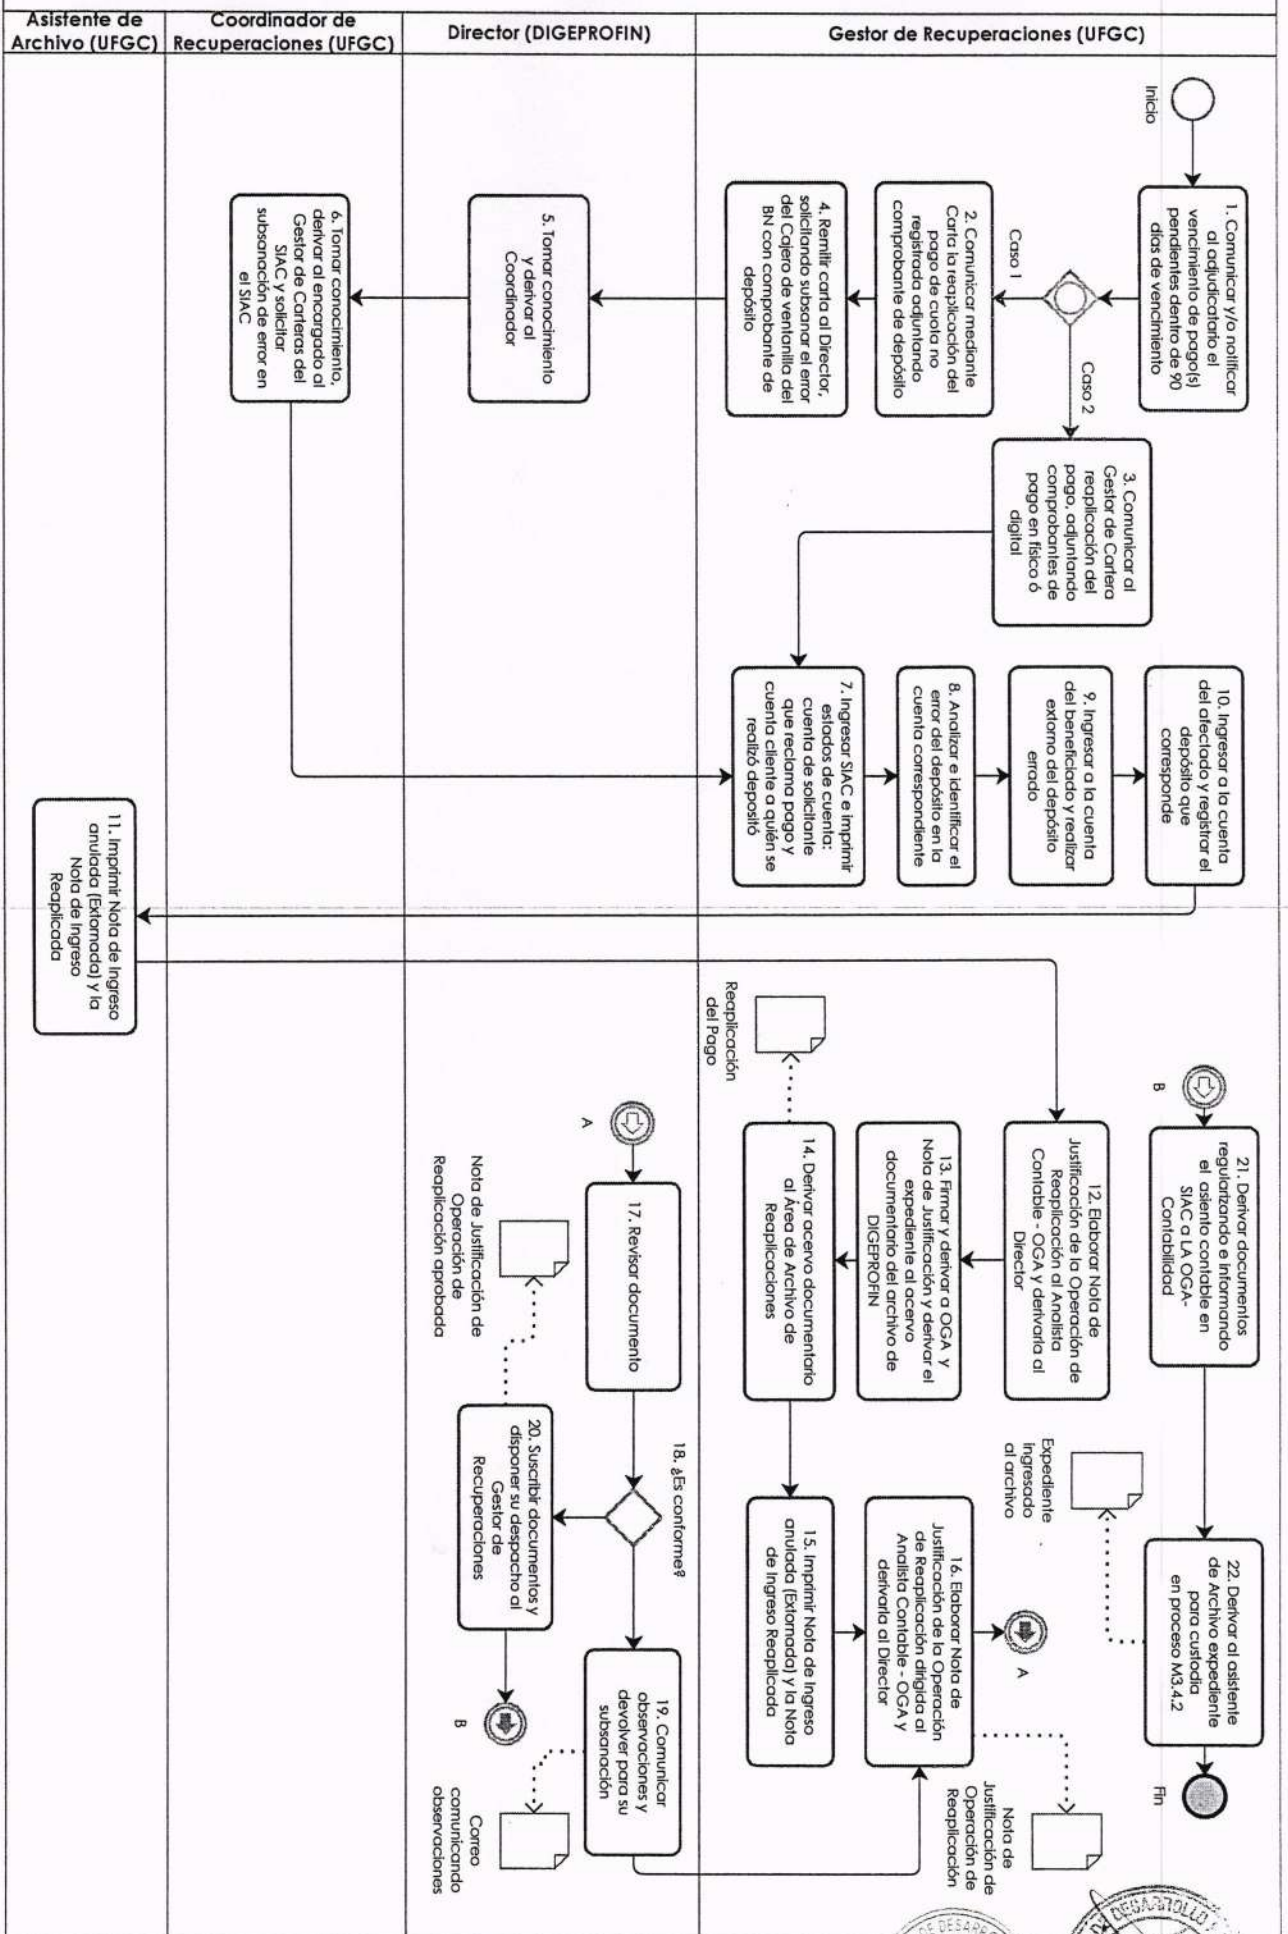 Asistente de
Archivo (UFGC)
Coordinador de
Recuperaciones (UFGC)
Director (DIGEPROFIN)
Gestor de Recuperaciones (UFGC)
Inicio
1. Comunicar y/o notificar
al adjudicatario el
vencimiento de pago(s)
pendientes dentro de 90
días de vencimiento
Caso 1
Caso 2
2. Comunicar mediante
Carta la reaplicación del
pago de cuota no
registrada adjuntando
comprobante de depósito
3. Comunicar al
Gestor de Cartera
reaplicación del
pago, adjuntando
comprobantes de
pago en físico ó
digital
4. Remitir carta al Director,
solicitando subsanar el error
del Cajero de ventanilla del
BN con comprobante de
depósito
5. Tomar conocimiento
y derivar al
Coordinador
6. Tomar conocimiento,
derivar al encargado al
Gestor de Carteras del
SIAC y solicitar
subsanación de error en
el SIAC
7. Ingresar SIAC e imprimir
estados de cuenta:
cuenta de solicitante
que reclama pago y
cuenta cliente a quién se
realizó depositó
8. Analizar e identificar el
error del depósito en la
cuenta correspondiente
9. Ingresar a la cuenta
del beneficiado y realizar
extorno del depósito
errado
10. Ingresar a la cuenta
del afectado y registrar el
depósito que
corresponde
11. Imprimir Nota de Ingreso
anulada (Extornada) y la
Nota de Ingreso
Reaplicada
12. Elaborar Nota de
Justificación de la Operación de
Reaplicación al Analista
Contable - OGA y derivarla al
Director
13. Firmar y derivar a OGA y
Nota de Justificación y derivar el
expediente al acervo
documentario del archivo de
DIGEPROFIN
14. Derivar acervo documentario
al Área de Archivo de
Reaplicaciones
Reaplicación
del Pago
15. Imprimir Nota de Ingreso
anulada (Extornada) y la Nota
de Ingreso Reaplicada
16. Elaborar Nota de
Justificación de la Operación
de Reaplicación dirigida al
Analista Contable - OGA y
derivarla al Director
A
Nota de
Justificación de
Operación de
Reaplicación
A
17. Revisar documento
18. ¿Es conforme?
19. Comunicar
observaciones y
devolver para su
subsanación
Correo
comunicando
observaciones
20. Suscribir documentos y
disponer su despacho al
Gestor de
Recuperaciones
Nota de Justificación de
Operación de
Reaplicación aprobada
B
B
21. Derivar documentos
regularizando e informando
el asiento contable en
SIAC a LA OGA-
Contabilidad
22. Derivar al asistente
de Archivo expediente
para custodia
en proceso M3.4.2
Expediente
ingresado
al archivo
Fin
DE DESARROLLO
DE DESARRO